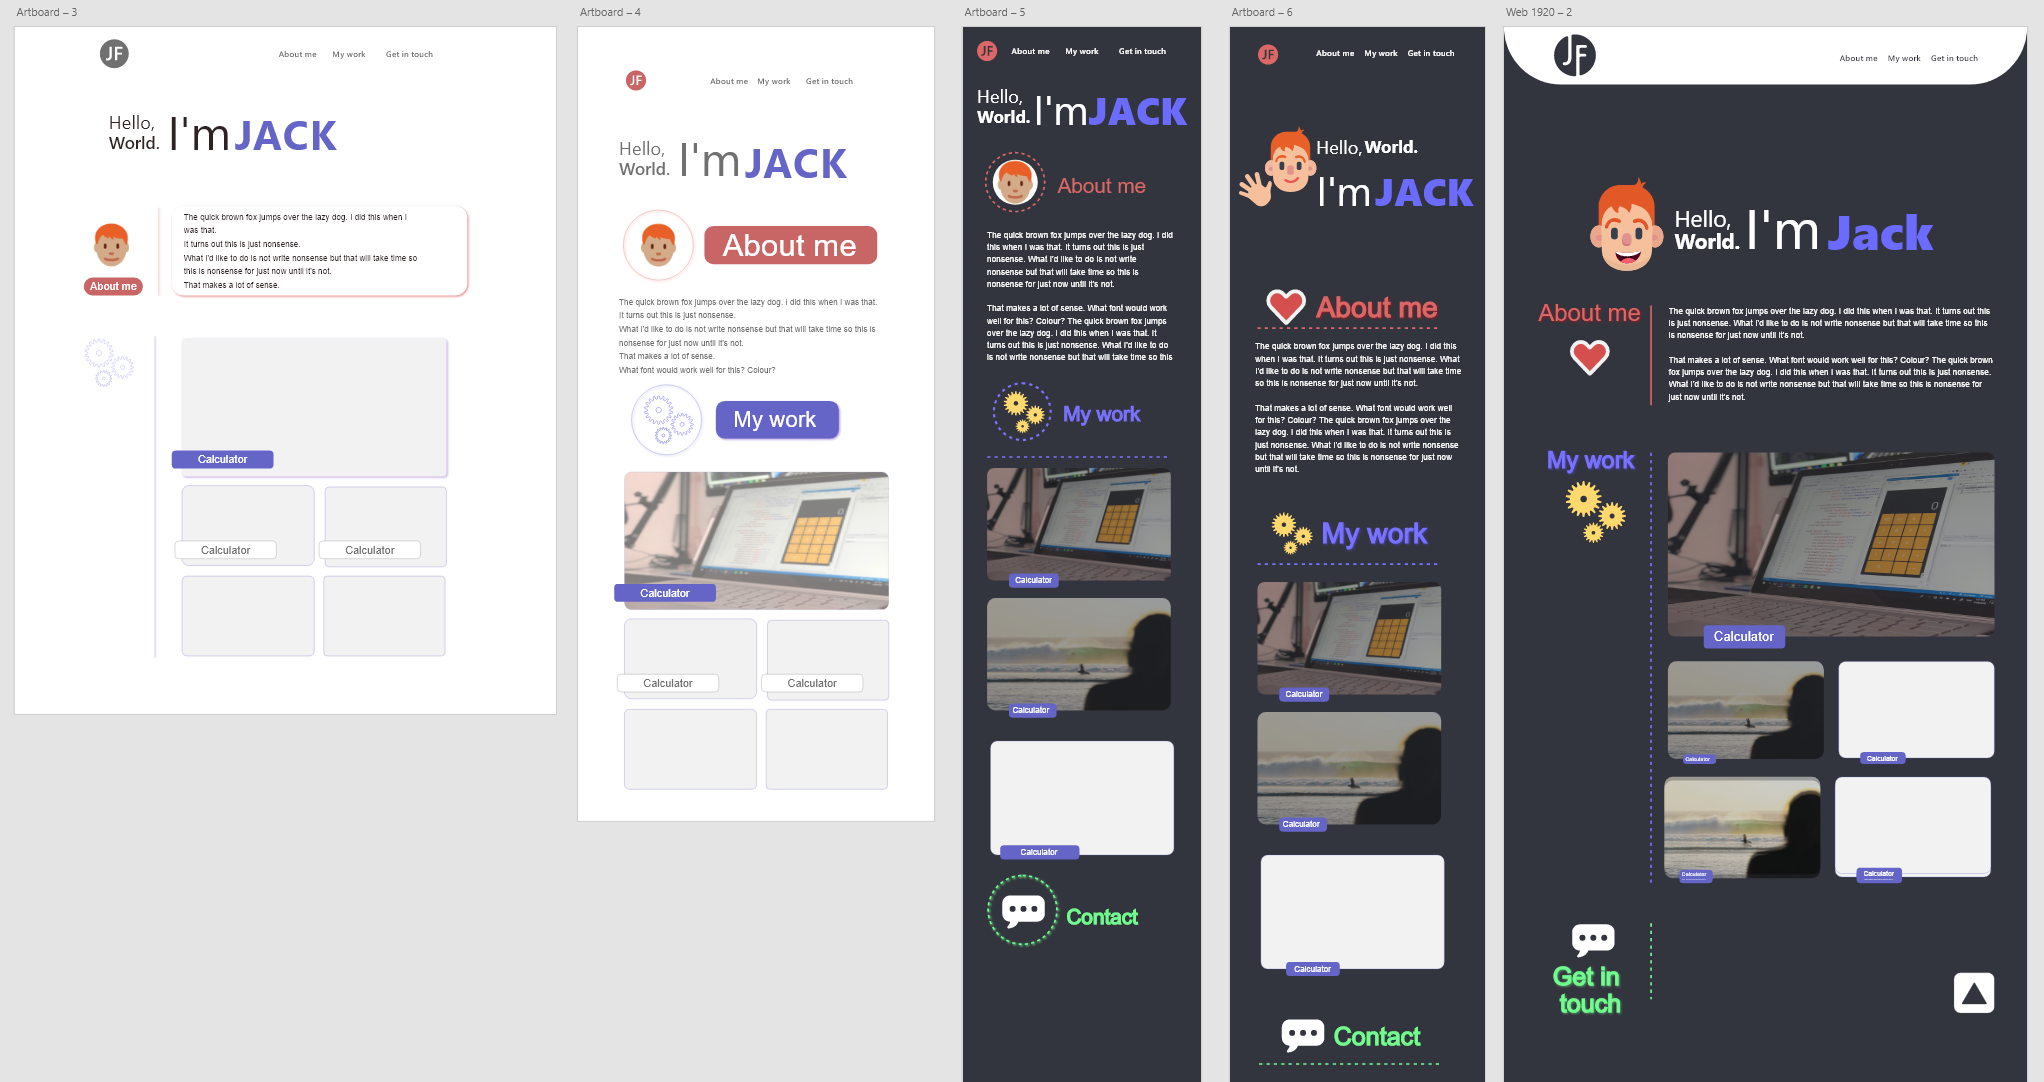 Artboard – 3
JF
About me
My work
Get in touch
Hello,
World.
I'm JACK
The quick brown fox jumps over the lazy dog. I did this when I
was that.
It turns out this is just nonsense.
What I'd like to do is not write nonsense but that will take time so
this is nonsense for just now until it's not.
That makes a lot of sense.
About me
Calculator
Calculator
Calculator
Artboard – 4
JF
About me
My work
Get in touch
Hello,
World.
I'm JACK
About me
The quick brown fox jumps over the lazy dog. I did this when I was that.
It turns out this is just nonsense.
What I'd like to do is not write nonsense but that will take time so this is
nonsense for just now until it's not.
That makes a lot of sense.
What font would work well for this? Colour?
My work
Calculator
Calculator
Calculator
Artboard – 5
JF
About me
My work
Get in touch
Hello,
World.
I'm JACK
About me
The quick brown fox jumps over the lazy dog. I did
this when I was that. It turns out this is just
nonsense. What I'd like to do is not write
nonsense but that will take time so this is
nonsense for just now until it's not.
That makes a lot of sense. What font would work
well for this? Colour? The quick brown fox jumps
over the lazy dog. I did this when I was that. It
turns out this is just nonsense. What I'd like to do
is not write nonsense but that will take time so this
My work
Calculator
Calculator
Calculator
Contact
Artboard – 6
JF
About me
My work
Get in touch
Hello, World.
I'm JACK
About me
The quick brown fox jumps over the lazy dog. I did this
when I was that. It turns out this is just nonsense. What
I'd like to do is not write nonsense but that will take time
so this is nonsense for just now until it's not.
That makes a lot of sense. What font would work well
for this? Colour? The quick brown fox jumps over the
lazy dog. I did this when I was that. It turns out this is
just nonsense. What I'd like to do is not write nonsense
but that will take time so this is nonsense for just now
until it's not.
My work
Calculator
Calculator
Calculator
Contact
Web 1920 – 2
JF
About me
My work
Get in touch
Hello,
World.
I'm Jack
About me
The quick brown fox jumps over the lazy dog. I did this when I was that. It turns out this
is just nonsense. What I'd like to do is not write nonsense but that will take time so this
is nonsense for just now until it's not.
That makes a lot of sense. What font would work well for this? Colour? The quick brown
fox jumps over the lazy dog. I did this when I was that. It turns out this is just nonsense.
What I'd like to do is not write nonsense but that will take time so this is nonsense for
just now until it's not.
My work
Calculator
Calculator
Calculator
Calculator
Calculator
Get in
touch